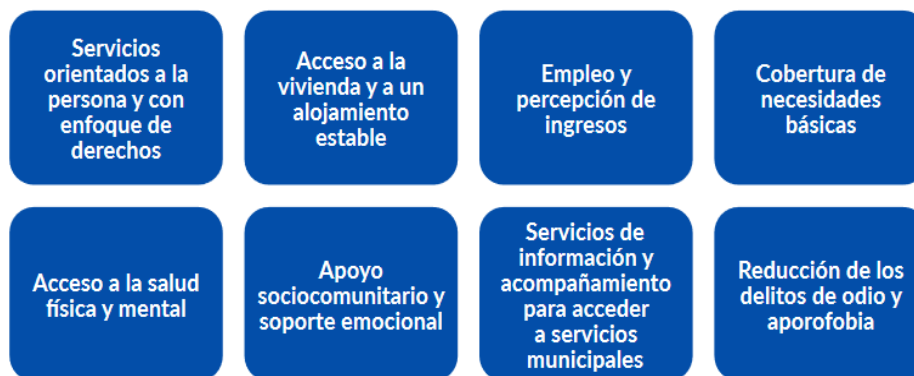 Servicios
orientados a la
persona y con
enfoque de
derechos
Acceso a la
vivienda y a un
alojamiento
estable
Empleo y
percepción de
ingresos
Cobertura de
necesidades
básicas
Acceso a la salud
física y mental
Apoyo
sociocomunitario y
soporte emocional
Servicios de
información y
acompañamiento
para acceder
a servicios
municipales
Reducción de los
delitos de odio y
aporofobia